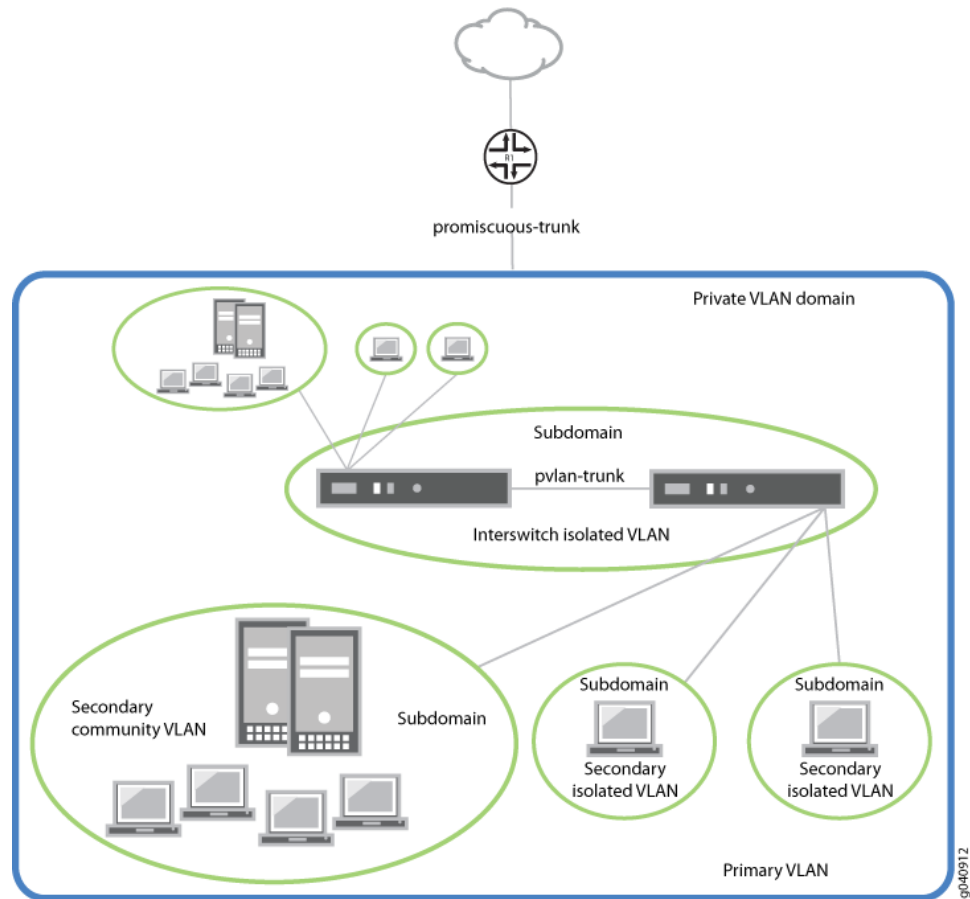 R1
promiscuous-trunk
Private VLAN domain
Subdomain
pvlan-trunk
Interswitch isolated VLAN
Secondary
community VLAN
Subdomain
Subdomain
Secondary
isolated VLAN
Subdomain
Secondary
isolated VLAN
Primary VLAN
g040912